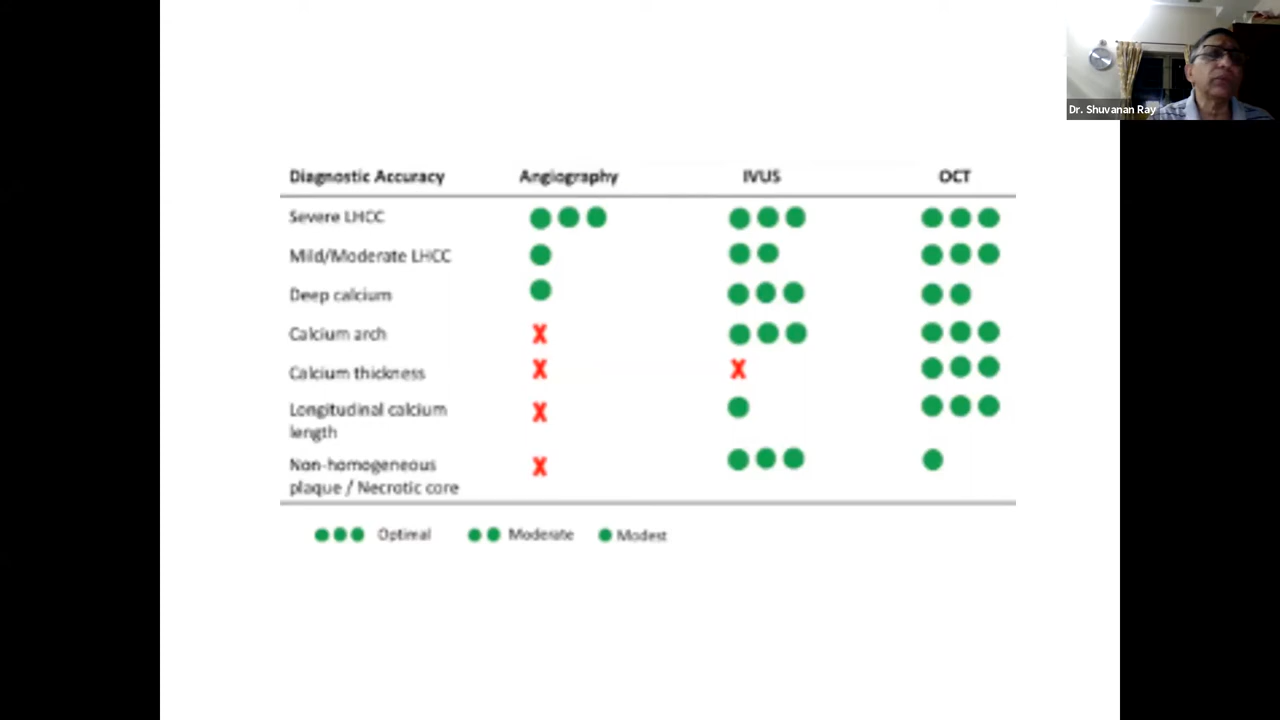 Dr. Shuvanan Ray
Diagnostic Accuracy Angiography IVUS OCT
Severe LHCC
Mild/Moderate LHCC
Deep calcium
Calcium arch X
Calcium thickness X X
Longitudinal calcium X
length
Non-homogeneous X
plaque / Necrotic core
Optimal Moderate Modest